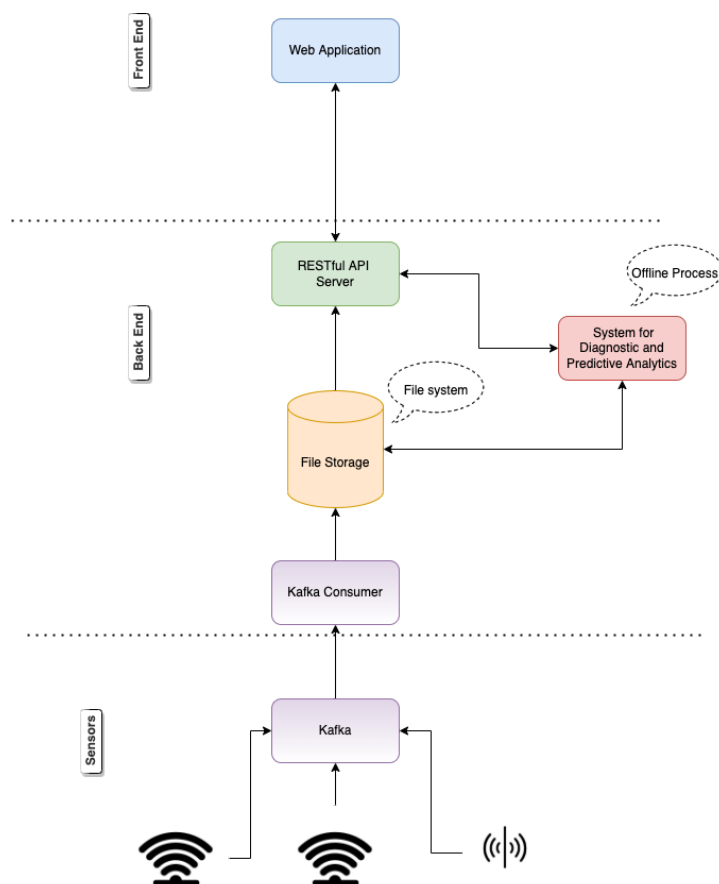 Front End
Web Application
RESTful API
Server
Offline Process
Back End
System for
Diagnostic and
Predictive Analytics
File system
File Storage
Kafka Consumer
Sensors
Kafka